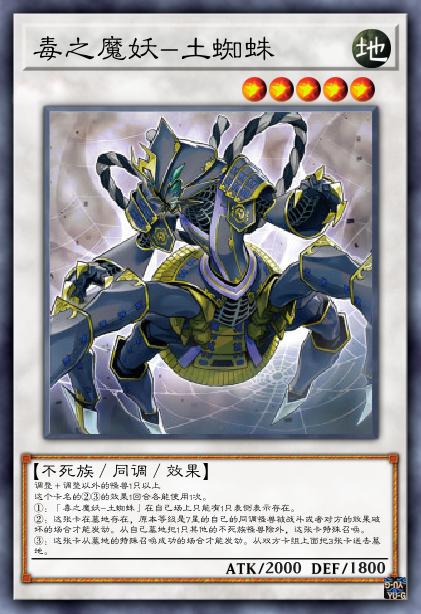 毒之魔妖-土蜘蛛
地
【不死族／同调／效果】
调整＋调整以外的怪兽1只以上
这个卡名的②③的效果1回合各能使用1次。
①：「毒之魔妖-土蜘蛛」在自己场上只能有1只表侧表示存在。
②：这张卡在墓地存在，原本等级是7星的自己的同调怪兽被战斗或者对方的效果破
坏的场合才能发动。从自己墓地把1只其他的不死族怪兽除外，这张卡特殊召唤。
③：这张卡从墓地的特殊召唤成功的场合才能发动。从双方卡组上面把3张卡送去墓
地。
ATK/2000 DEF/1800